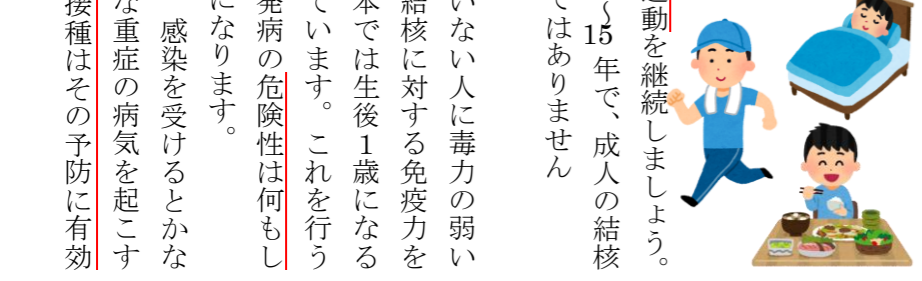 運動を継続しましょう。
～15年で、成人の結核
ではありません
いない人に毒力の弱い
結核に対する免疫力を
本では生後1歳になる
ています。これを行う
発病の危険性は何もし
になります。
感染を受けるとかな
な重症の病気を起こす
接種はその予防に有効